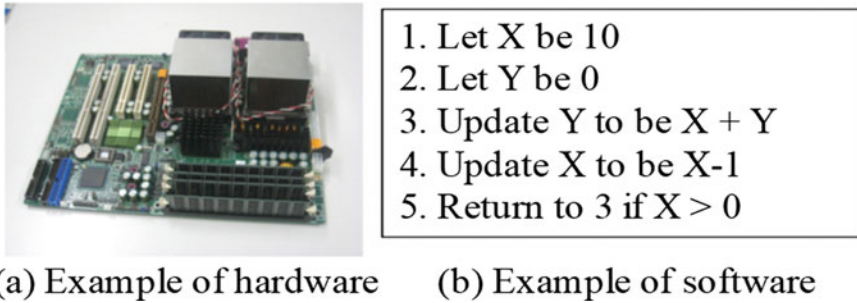 1. Let X be 10
2. Let Y be 0
3. Update Y to be X + Y
4. Update X to be X-1
5. Return to 3 if X > 0
(a) Example of hardware
(b) Example of software